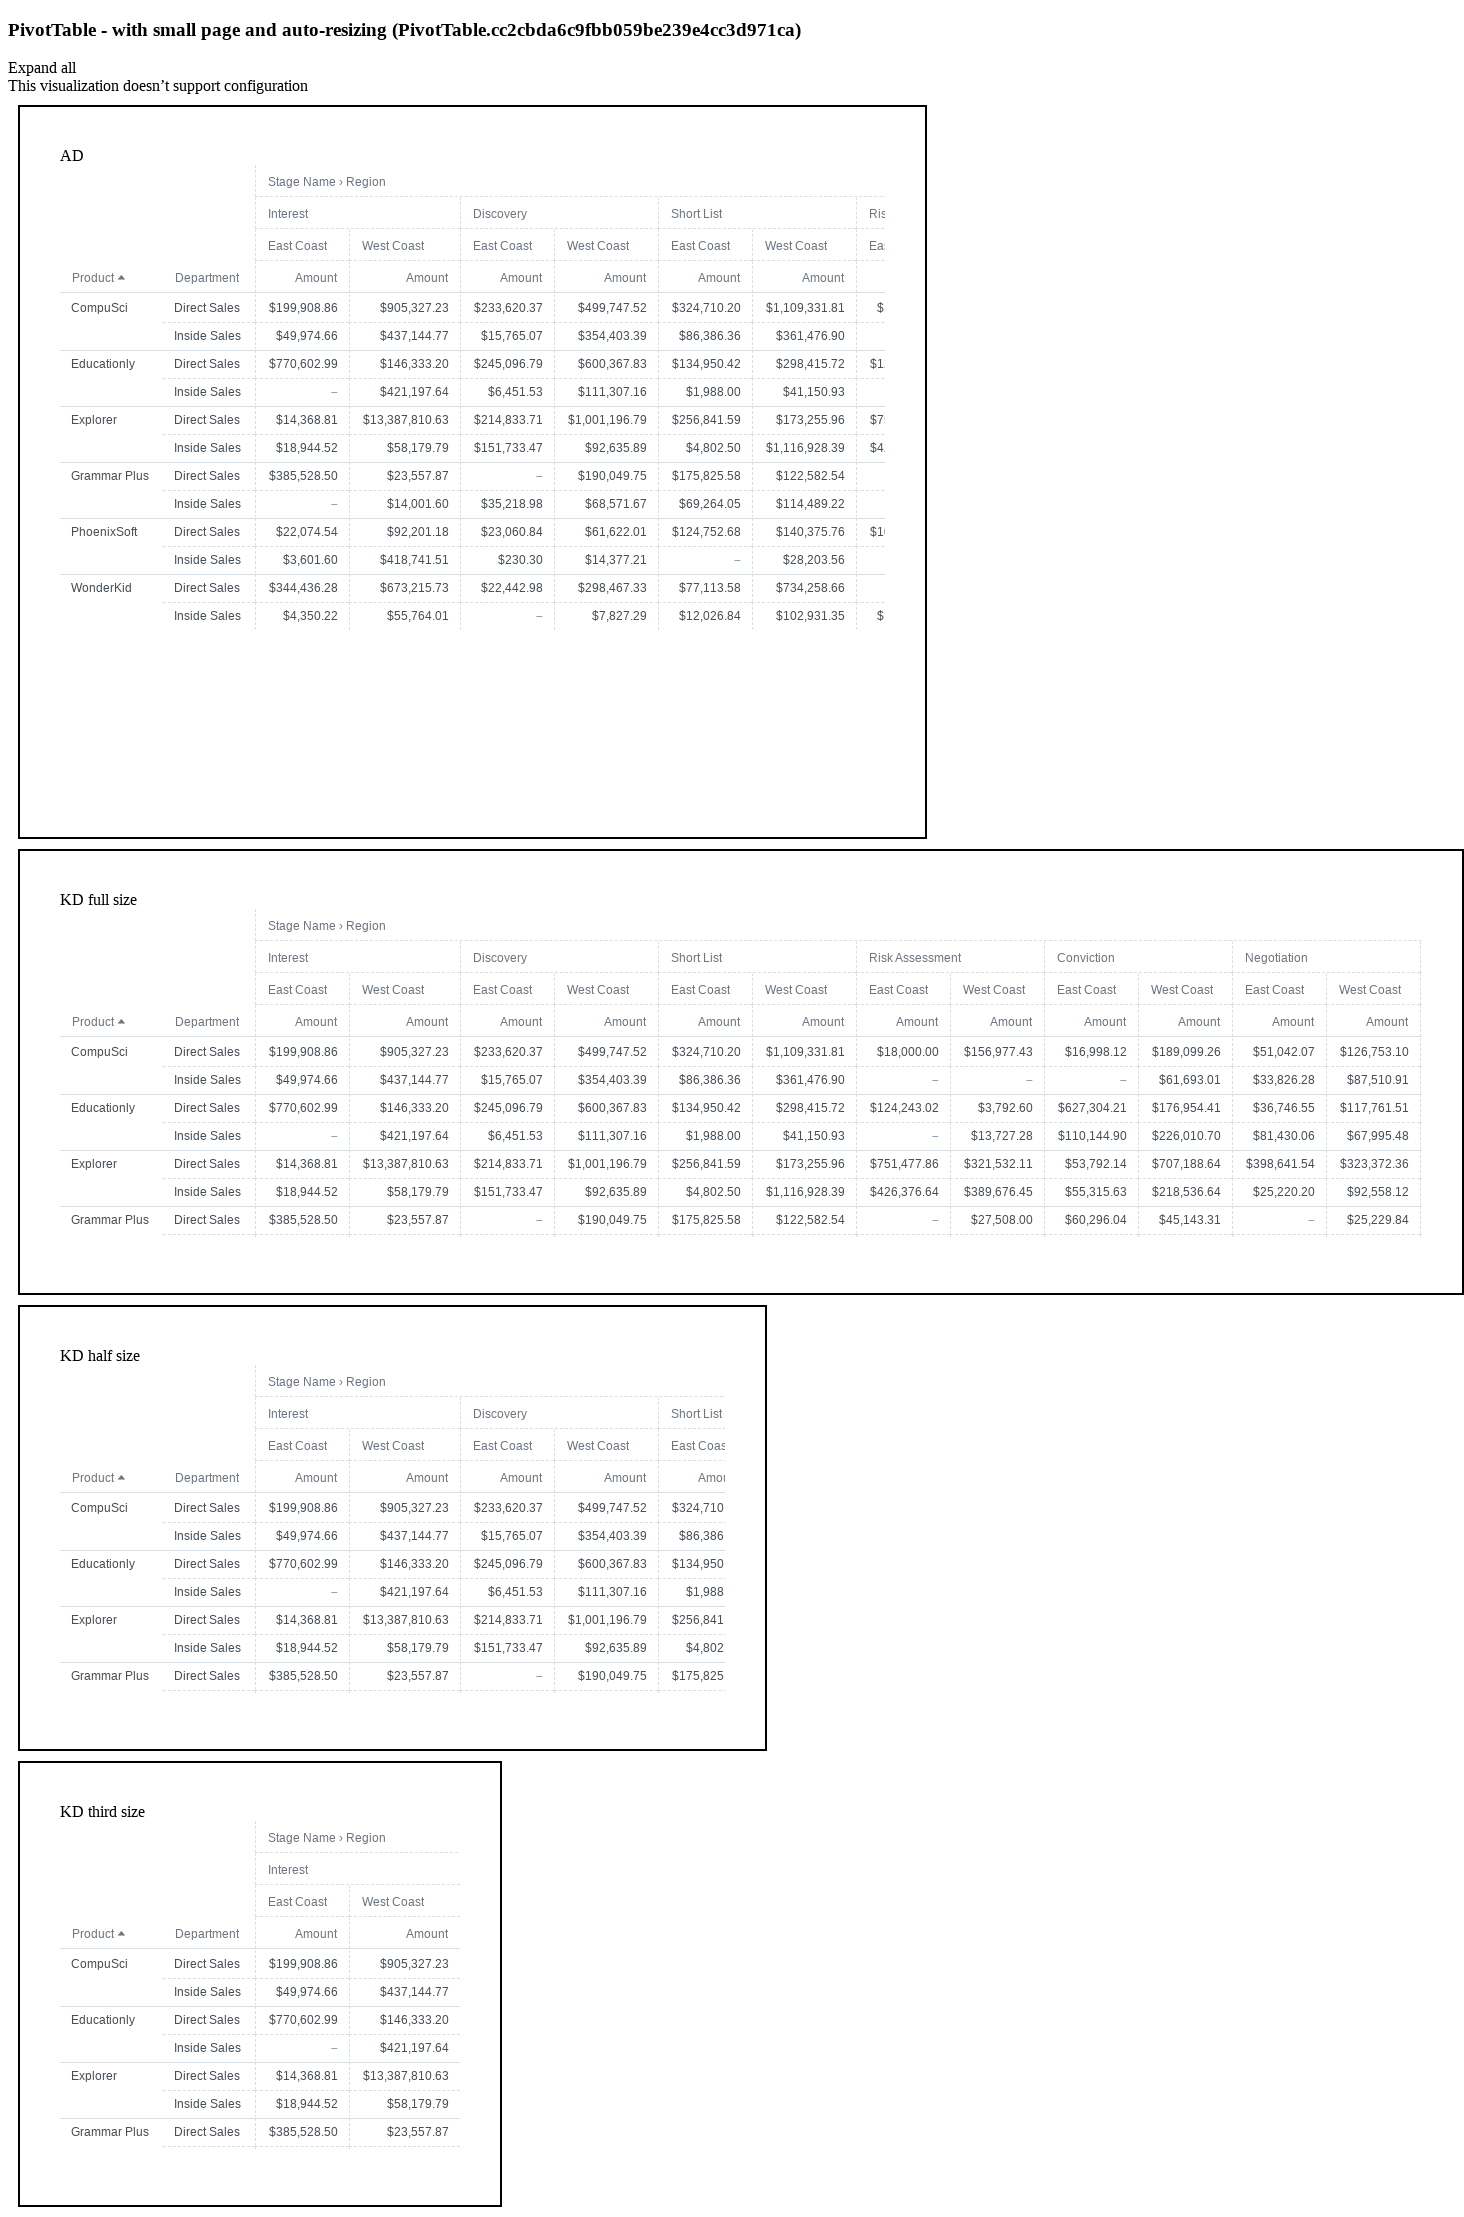 PivotTable - with small page and auto-resizing (PivotTable.cc2cbda6c9fbb059be239e4cc3d971ca)
Expand all
This visualization doesn’t support configuration
AD
Stage Name › Region
Interest Discovery Short List Ris
East Coast West Coast East Coast West Coast East Coast West Coast Eas
Product Department Amount Amount Amount Amount Amount Amount
CompuSci Direct Sales $199,908.86 $905,327.23 $233,620.37 $499,747.52 $324,710.20 $1,109,331.81 $
Inside Sales $49,974.66 $437,144.77 $15,765.07 $354,403.39 $86,386.36 $361,476.90
Educationly Direct Sales $770,602.99 $146,333.20 $245,096.79 $600,367.83 $134,950.42 $298,415.72 $1
Inside Sales – $421,197.64 $6,451.53 $111,307.16 $1,988.00 $41,150.93
Explorer Direct Sales $14,368.81 $13,387,810.63 $214,833.71 $1,001,196.79 $256,841.59 $173,255.96 $7
Inside Sales $18,944.52 $58,179.79 $151,733.47 $92,635.89 $4,802.50 $1,116,928.39 $4
Grammar Plus Direct Sales $385,528.50 $23,557.87 – $190,049.75 $175,825.58 $122,582.54
Inside Sales – $14,001.60 $35,218.98 $68,571.67 $69,264.05 $114,489.22
PhoenixSoft Direct Sales $22,074.54 $92,201.18 $23,060.84 $61,622.01 $124,752.68 $140,375.76 $1
Inside Sales $3,601.60 $418,741.51 $230.30 $14,377.21 – $28,203.56
WonderKid Direct Sales $344,436.28 $673,215.73 $22,442.98 $298,467.33 $77,113.58 $734,258.66
Inside Sales $4,350.22 $55,764.01 – $7,827.29 $12,026.84 $102,931.35 $
KD full size
Stage Name › Region
Interest Discovery Short List Risk Assessment Conviction Negotiation
East Coast West Coast East Coast West Coast East Coast West Coast East Coast West Coast East Coast West Coast East Coast West Coast
Product Department Amount Amount Amount Amount Amount Amount Amount Amount Amount Amount Amount Amount
CompuSci Direct Sales $199,908.86 $905,327.23 $233,620.37 $499,747.52 $324,710.20 $1,109,331.81 $18,000.00 $156,977.43 $16,998.12 $189,099.26 $51,042.07 $126,753.10
Inside Sales $49,974.66 $437,144.77 $15,765.07 $354,403.39 $86,386.36 $361,476.90 – – – $61,693.01 $33,826.28 $87,510.91
Educationly Direct Sales $770,602.99 $146,333.20 $245,096.79 $600,367.83 $134,950.42 $298,415.72 $124,243.02 $3,792.60 $627,304.21 $176,954.41 $36,746.55 $117,761.51
Inside Sales – $421,197.64 $6,451.53 $111,307.16 $1,988.00 $41,150.93 – $13,727.28 $110,144.90 $226,010.70 $81,430.06 $67,995.48
Explorer Direct Sales $14,368.81 $13,387,810.63 $214,833.71 $1,001,196.79 $256,841.59 $173,255.96 $751,477.86 $321,532.11 $53,792.14 $707,188.64 $398,641.54 $323,372.36
Inside Sales $18,944.52 $58,179.79 $151,733.47 $92,635.89 $4,802.50 $1,116,928.39 $426,376.64 $389,676.45 $55,315.63 $218,536.64 $25,220.20 $92,558.12
Grammar Plus Direct Sales $385,528.50 $23,557.87 – $190,049.75 $175,825.58 $122,582.54 – $27,508.00 $60,296.04 $45,143.31 – $25,229.84
KD half size
Stage Name › Region
Interest Discovery Short List
East Coast West Coast East Coast West Coast East Coas
Product Department Amount Amount Amount Amount Amou
CompuSci Direct Sales $199,908.86 $905,327.23 $233,620.37 $499,747.52 $324,710
Inside Sales $49,974.66 $437,144.77 $15,765.07 $354,403.39 $86,386
Educationly Direct Sales $770,602.99 $146,333.20 $245,096.79 $600,367.83 $134,950
Inside Sales – $421,197.64 $6,451.53 $111,307.16 $1,988
Explorer Direct Sales $14,368.81 $13,387,810.63 $214,833.71 $1,001,196.79 $256,841
Inside Sales $18,944.52 $58,179.79 $151,733.47 $92,635.89 $4,802
Grammar Plus Direct Sales $385,528.50 $23,557.87 – $190,049.75 $175,825
KD third size
Stage Name › Region
Interest
East Coast West Coast
Product Department Amount Amount
CompuSci Direct Sales $199,908.86 $905,327.23
Inside Sales $49,974.66 $437,144.77
Educationly Direct Sales $770,602.99 $146,333.20
Inside Sales – $421,197.64
Explorer Direct Sales $14,368.81 $13,387,810.63
Inside Sales $18,944.52 $58,179.79
Grammar Plus Direct Sales $385,528.50 $23,557.87